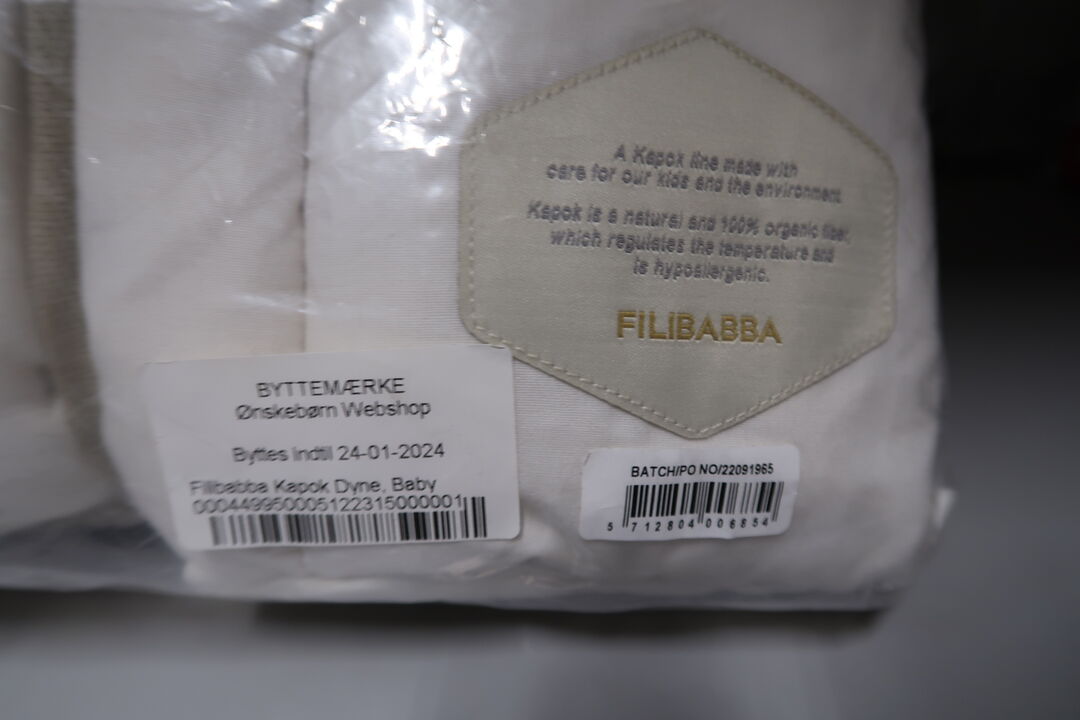 A Kapok line made with
care for our kids and the environment
Kapok is a natural and 100% organic fiber,
which regulates the temperature and
is hypoallergenic.
FILIBABBA
BYTTEMÆRKE
Ønskebørn Webshop
Byttes indtil 24-01-2024
Filibabba Kapok Dyne, Baby
000449950005122315000001
BATCH/PO NO/22091965
5 712804 006854